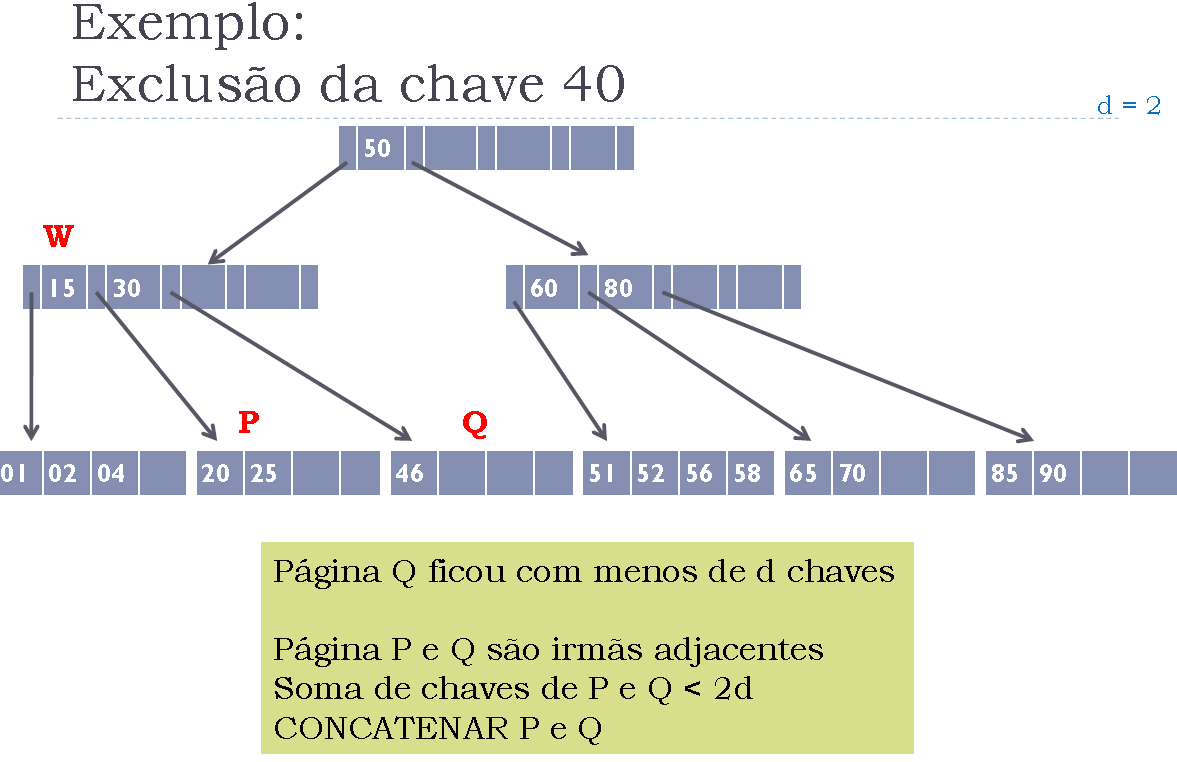 Exemplo:
Exclusão da chave 40
d = 2
50
W
15 30
60 80
P
Q
01 02 04
20 25
46
51 52 56 58
65 70
85 90
Página Q ficou com menos de d chaves
Página P e Q são irmãs adjacentes
Soma de chaves de P e Q < 2d
CONCATENAR P e Q